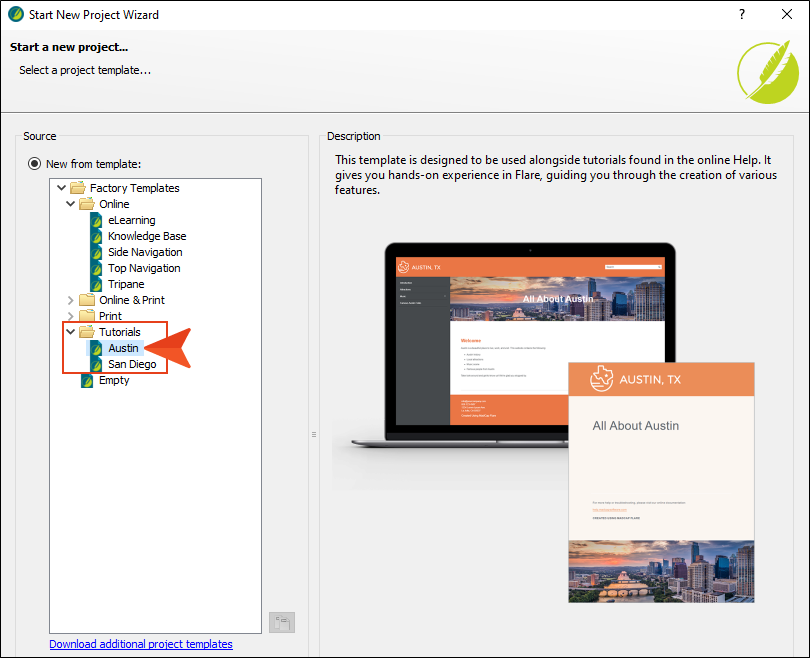 Start New Project Wizard
?
Start a new project...
Select a project template...
Source
New from template:
Factory Templates
Online
eLearning
Knowledge Base
Side Navigation
Top Navigation
Tripane
Online & Print
Print
Tutorials
Austin
San Diego
Empty
Download additional project templates
Description
This template is designed to be used alongside tutorials found in the online Help. It
gives you hands-on experience in Flare, guiding you through the creation of various
features.
AUSTIN, TX
All About Austin
Welcome
AUSTIN, TX
All About Austin